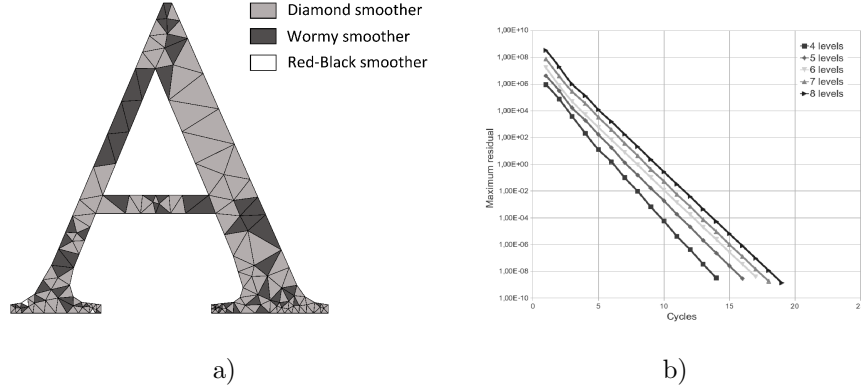 Diamond smoother
Wormy smoother
Red-Black smoother
a)
1,00E+10
1,00E+08
1,00E+06
1,00E+04
1,00E+02
1,00E+00
1,00E-02
1,00E-04
1,00E-06
1,00E-08
1,00E-10
Maximum residual
4 levels
5 levels
6 levels
7 levels
8 levels
0 5 10 15 20 2
Cycles
b)